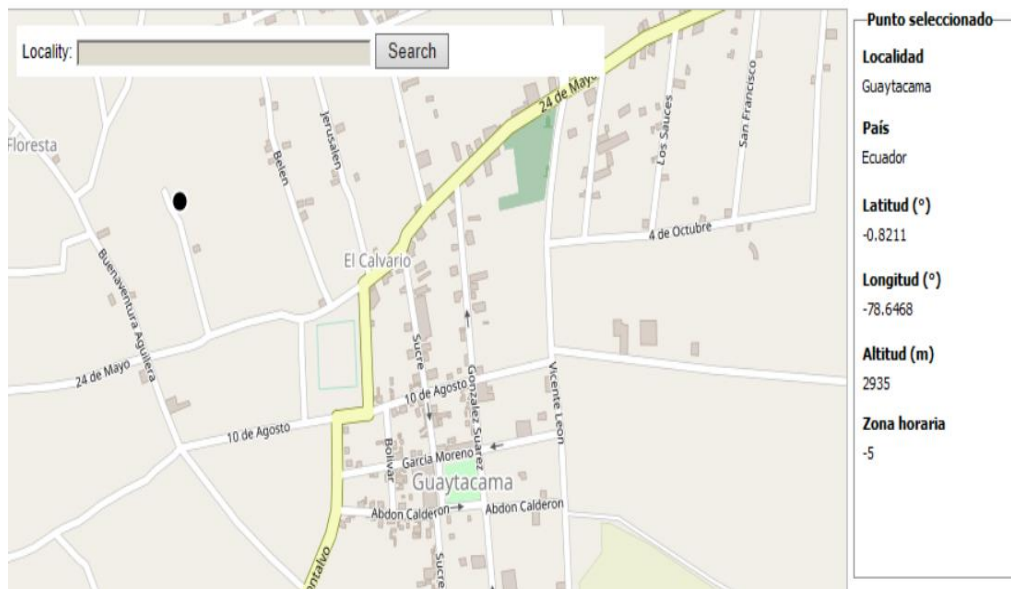 Locality:
Search
Punto seleccionado
Localidad
Guaytacama
País
Ecuador
Latitud (°)
-0.8211
Longitud (°)
-78.6468
Altitud (m)
2935
Zona horaria
-5
24 de Mayo
Floresta
Jerusalen
Belen
Los Sauces
San Francisco
4 de Octubre
El Calvario
Buenaventura Aguilera
Sucre
24 de Mayo
10 de Agosto
Gonzalez Suarez
Vicente Leon
10 de Agosto
Bolivar
Garcia Moreno
Guaytacama
Abdon Calderon
Abdon Calderon
Sucre
ontalvo